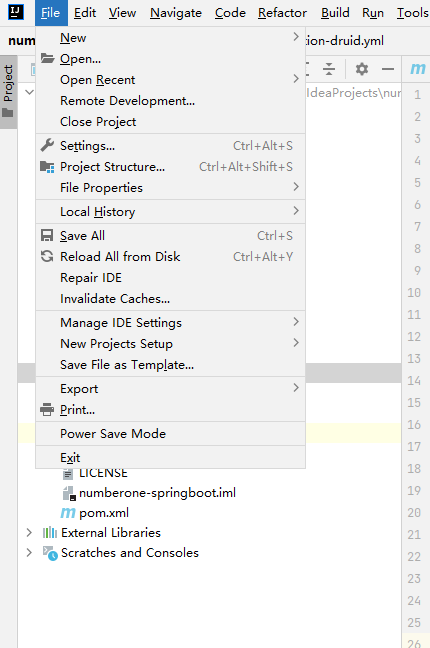 IJ File Edit View Navigate Code Refactor Build Run Tools
num
tion-druid.yml
Project
IdeaProjects\nur
m
New
Open...
Open Recent
Remote Development...
Close Project
Settings... Ctrl+Alt+S
Project Structure... Ctrl+Alt+Shift+S
File Properties
Local History
Save All Ctrl+S
Reload All from Disk Ctrl+Alt+Y
Repair IDE
Invalidate Caches...
Manage IDE Settings
New Projects Setup
Save File as Template...
Export
Print...
Power Save Mode
Exit
LICENSE
numberone-springboot.iml
m pom.xml
External Libraries
Scratches and Consoles
1
2
3
4
5
6
7
8
9
10
11
12
13
14
15
16
17
18
19
20
21
22
23
24
25
26